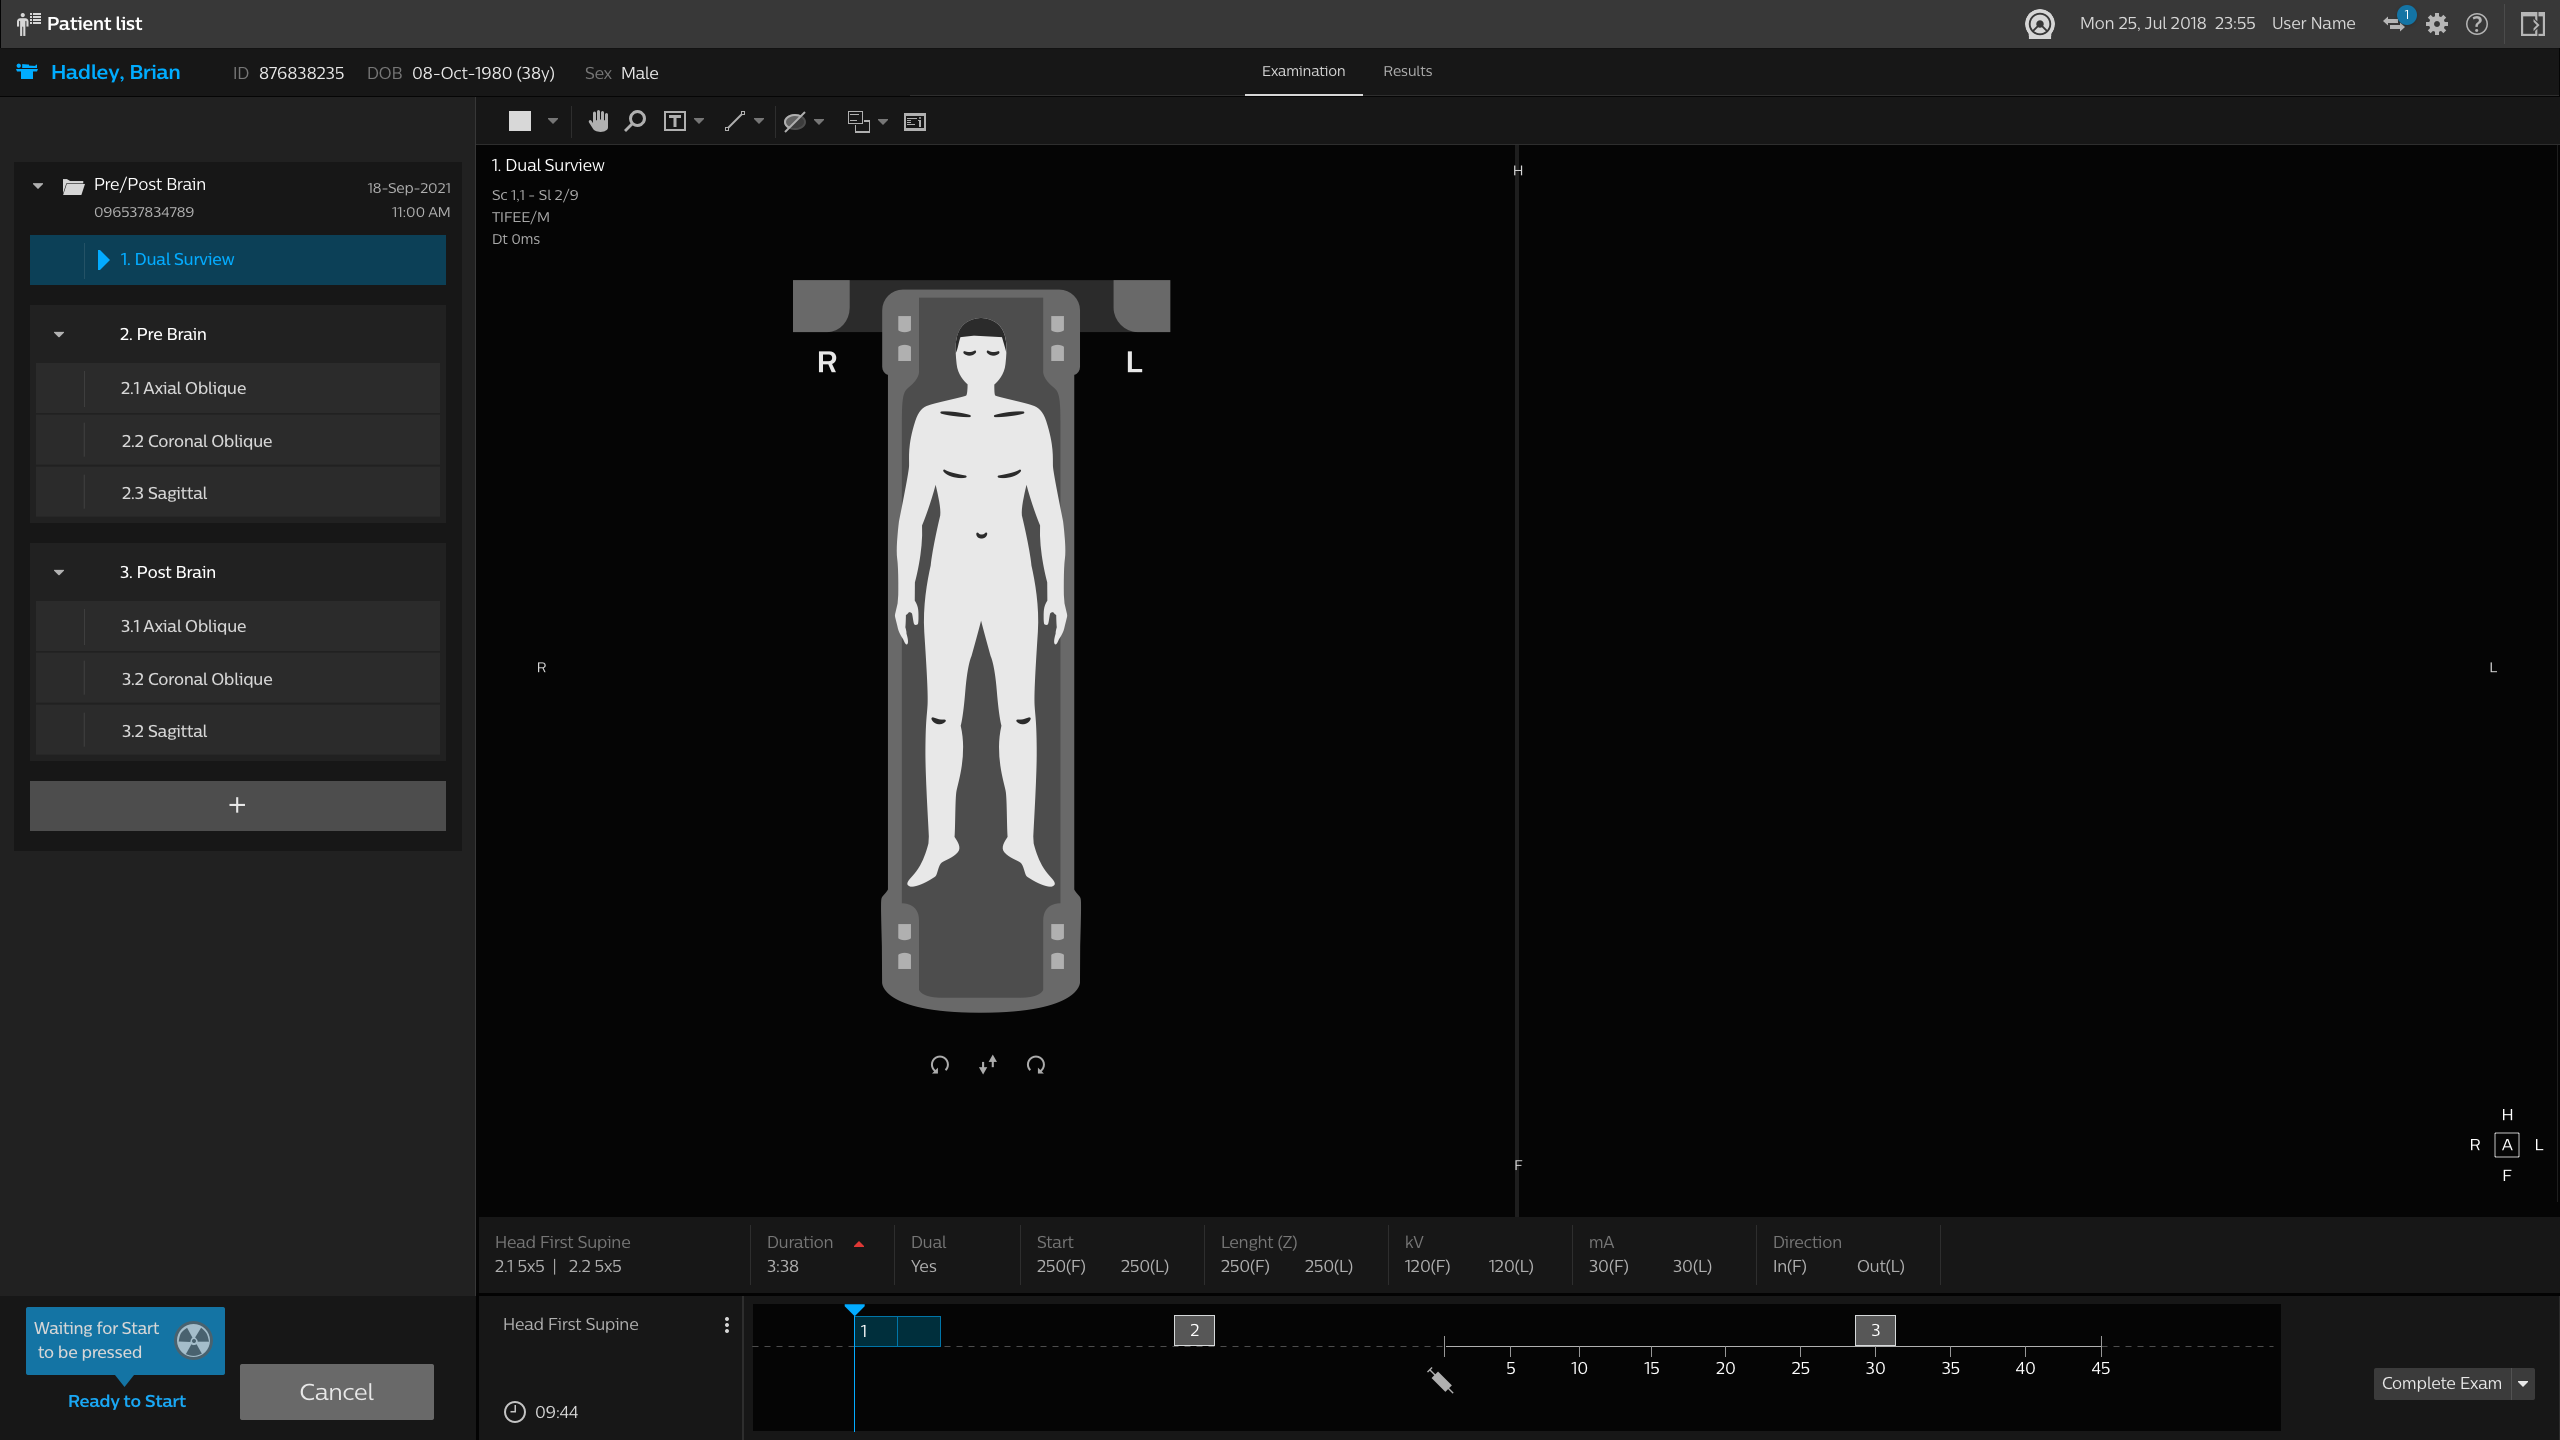 Patient list
Mon 25, Jul 2018 23:55 User Name 1
Hadley, Brian ID 876838235 DOB 08-Oct-1980 (38y) Sex Male
Examination Results
T
Pre/Post Brain 18-Sep-2021
096537834789 11:00 AM
1. Dual Surview
2. Pre Brain
2.1 Axial Oblique
2.2 Coronal Oblique
2.3 Sagittal
3. Post Brain
3.1 Axial Oblique
3.2 Coronal Oblique
3.2 Sagittal
+
1. Dual Surview
Sc 1,1 - Sl 2/9
TIFEE/M
Dt 0ms
H
R L
R L
F
H
R A L
F
Head First Supine
2.1 5x5 | 2.2 5x5
Duration
3:38
Dual
Yes
Start
250(F) 250(L)
Lenght (Z)
250(F) 250(L)
kV
120(F) 120(L)
mA
30(F) 30(L)
Direction
In(F) Out(L)
Waiting for Start
to be pressed
Ready to Start
Cancel
Head First Supine
09:44
1 2 3
5 10 15 20 25 30 35 40 45
Complete Exam